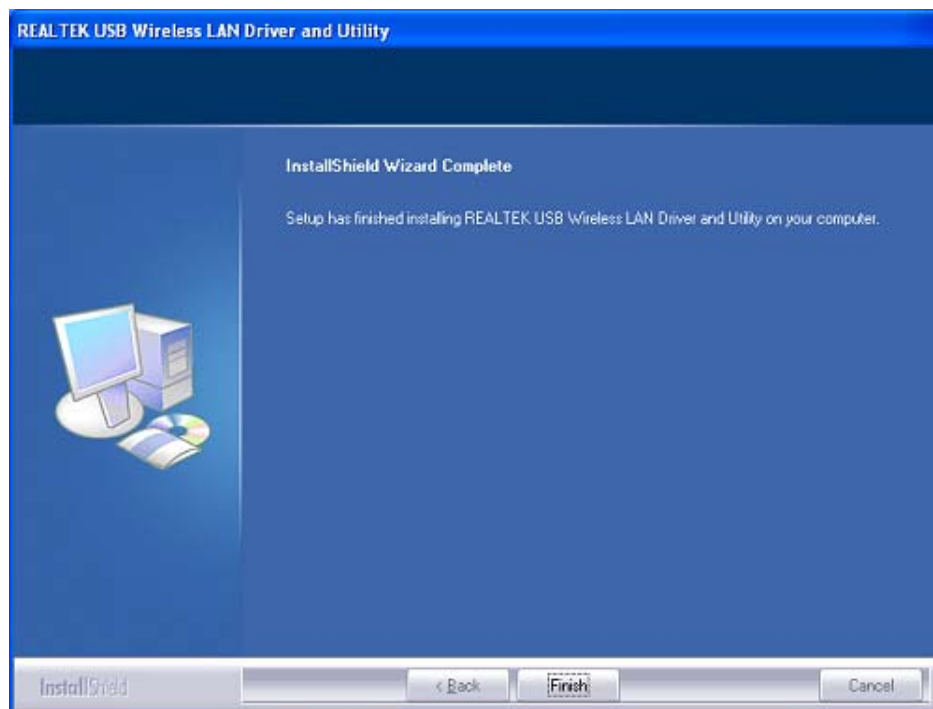 REALTEK USB Wireless LAN Driver and Utility
InstallShield Wizard Complete
Setup has finished installing REALTEK USB Wireless LAN Driver and Utility on your computer.
InstallShield
< Back
Finish
Cancel